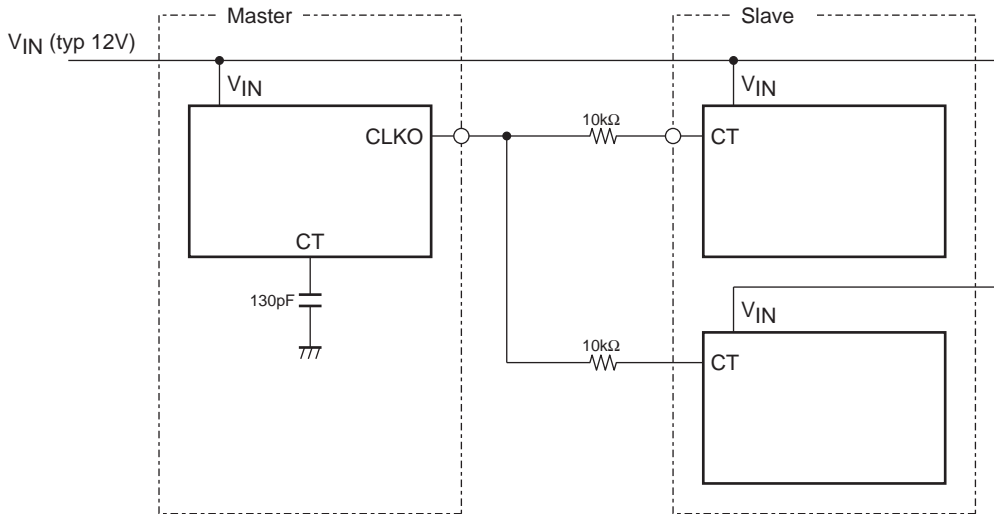 Master
Slave
VIN (typ 12V)
VIN
VIN
CLKO
10kΩ
CT
CT
130pF
VIN
10kΩ
CT